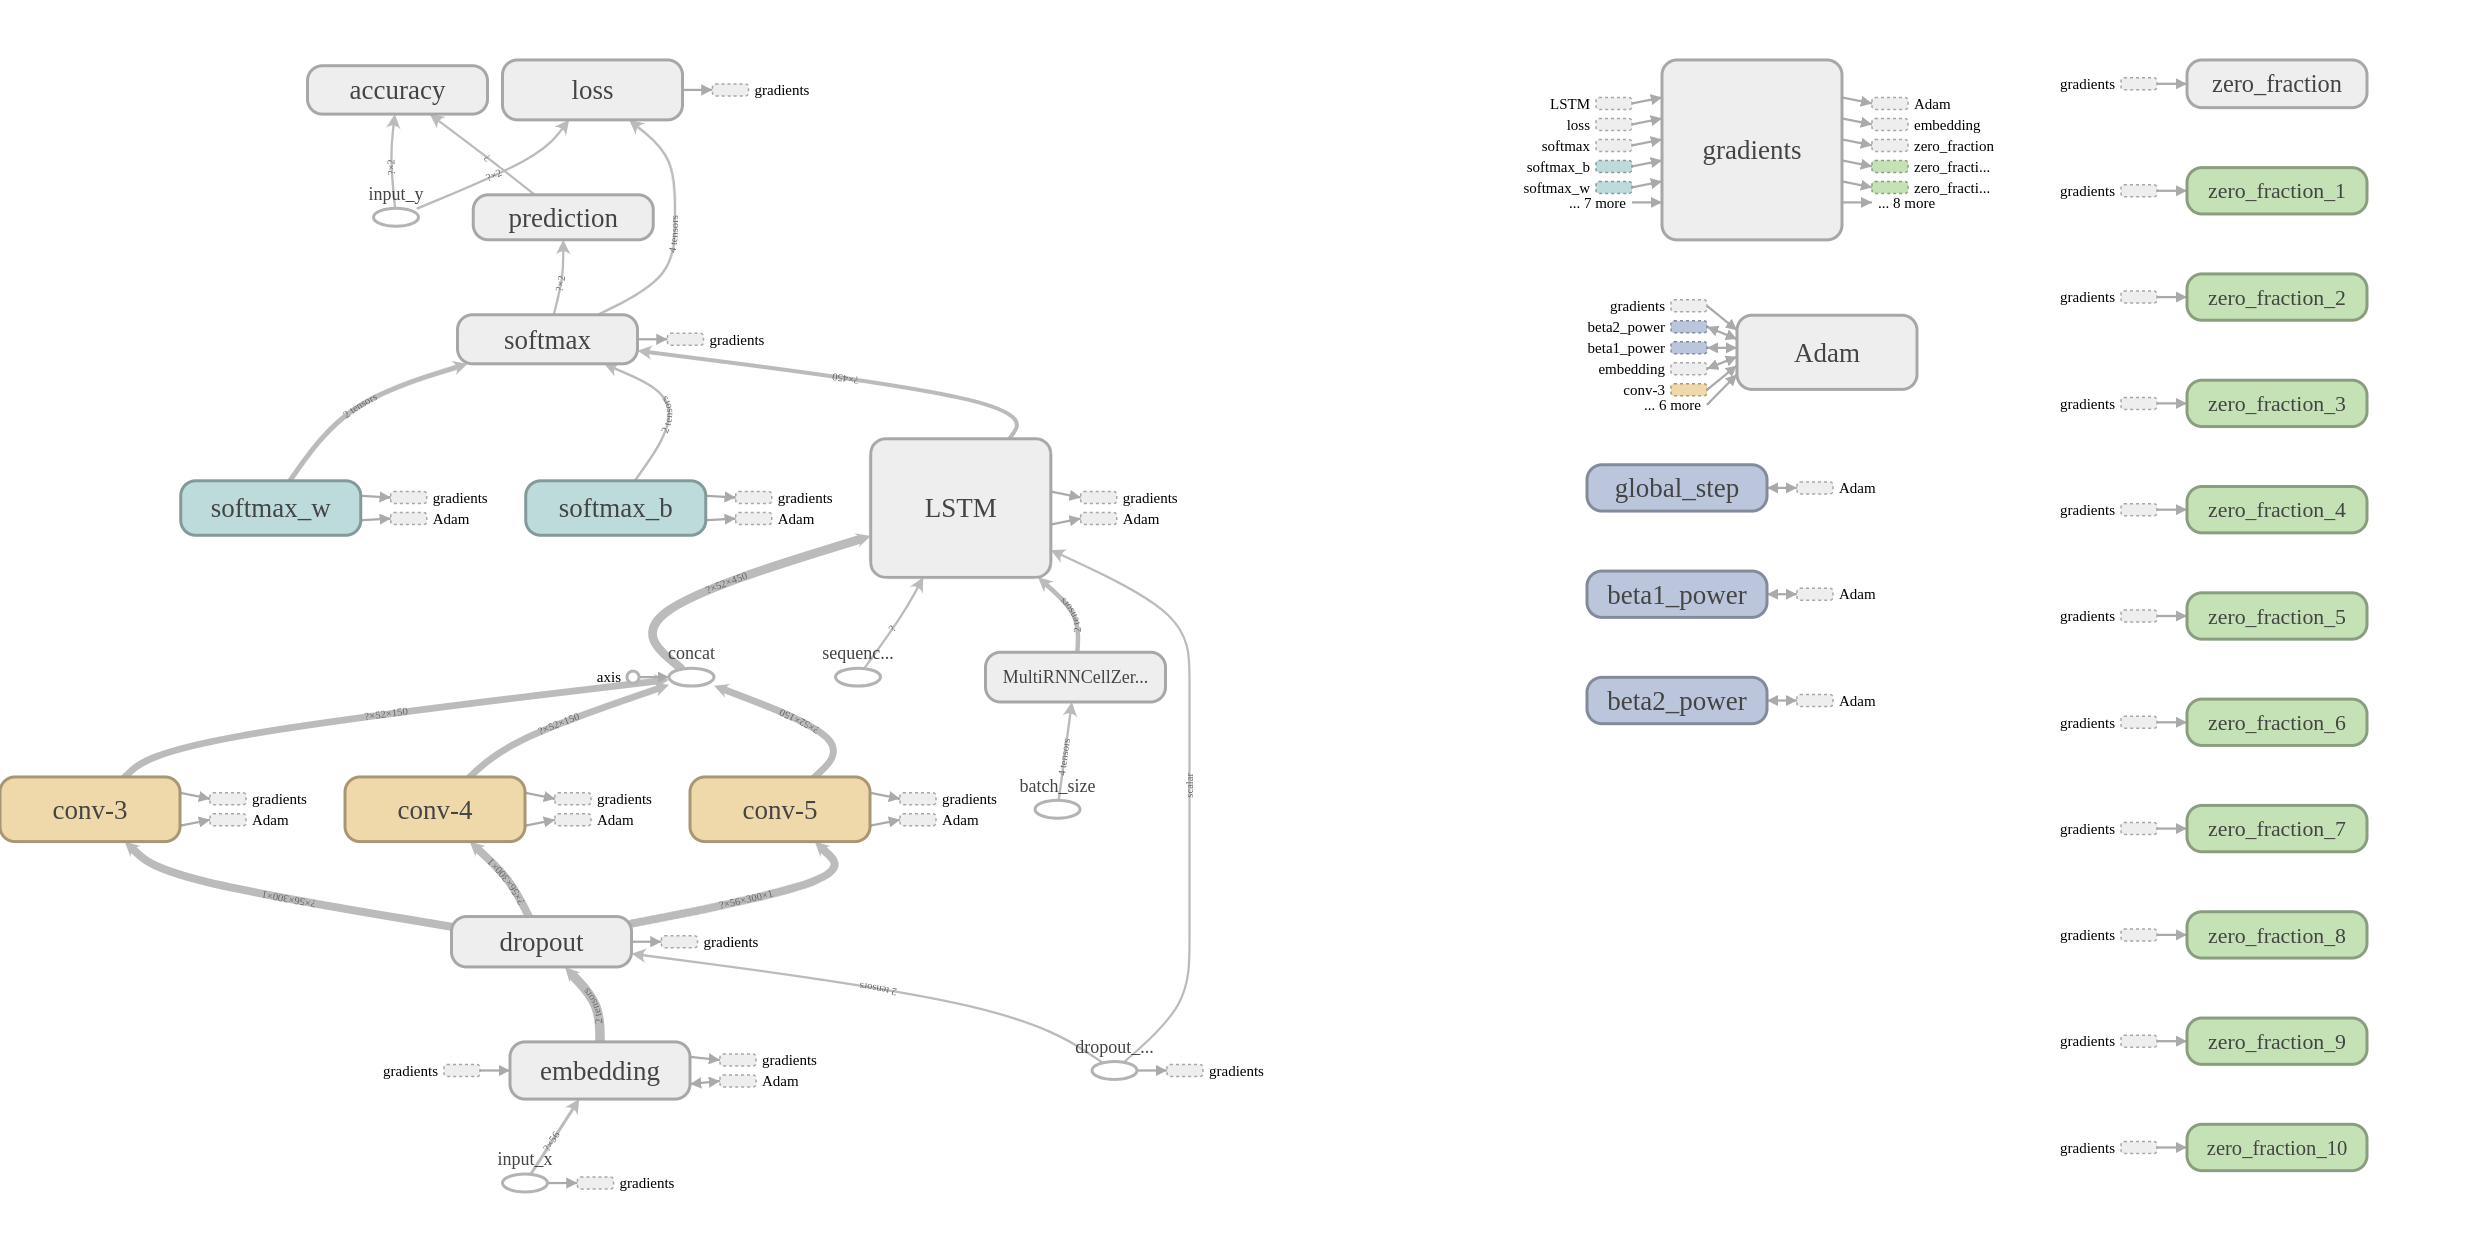 accuracy
loss
gradients
?×2
?
?×2
input_y
prediction
4 tensors
?×2
softmax
gradients
?×450
2 tensors
2 tensors
softmax_w
gradients
Adam
softmax_b
gradients
Adam
LSTM
gradients
Adam
?×52×450
?
2 tensors
concat
axis
sequenc...
MultiRNNCellZer...
?×52×150
?×52×150
?×52×150
4 tensors
batch_size
scalar
conv-3
gradients
Adam
conv-4
gradients
Adam
conv-5
gradients
Adam
?×56×300×1
?×56×300×1
?×56×300×1
dropout
gradients
2 tensors
2 tensors
dropout_...
gradients
gradients
embedding
gradients
Adam
?×56
input_x
gradients
LSTM
loss
softmax
softmax_b
softmax_w
... 7 more
gradients
Adam
embedding
zero_fraction
zero_fracti...
zero_fracti...
... 8 more
gradients
beta2_power
beta1_power
embedding
conv-3
... 6 more
Adam
global_step
Adam
beta1_power
Adam
beta2_power
Adam
gradients
zero_fraction
gradients
zero_fraction_1
gradients
zero_fraction_2
gradients
zero_fraction_3
gradients
zero_fraction_4
gradients
zero_fraction_5
gradients
zero_fraction_6
gradients
zero_fraction_7
gradients
zero_fraction_8
gradients
zero_fraction_9
gradients
zero_fraction_10